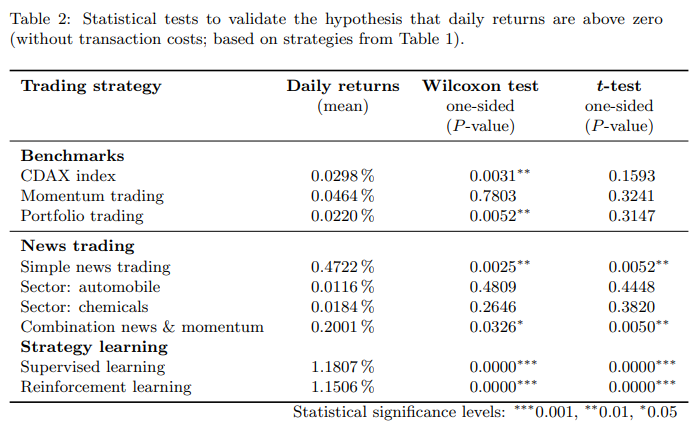 Table 2: Statistical tests to validate the hypothesis that daily returns are above zero
(without transaction costs; based on strategies from Table 1).
Trading strategy Daily returns Wilcoxon test t-test
(mean) one-sided one-sided
(P-value) (P-value)
Benchmarks
CDAX index 0.0298 % 0.0031** 0.1593
Momentum trading 0.0464 % 0.7803 0.3241
Portfolio trading 0.0220 % 0.0052** 0.3147
News trading
Simple news trading 0.4722 % 0.0025** 0.0052**
Sector: automobile 0.0116 % 0.4809 0.4448
Sector: chemicals 0.0184 % 0.2646 0.3820
Combination news & momentum 0.2001 % 0.0326* 0.0050**
Strategy learning
Supervised learning 1.1807 % 0.0000*** 0.0000***
Reinforcement learning 1.1506 % 0.0000*** 0.0000***
Statistical significance levels: ***0.001, **0.01, *0.05